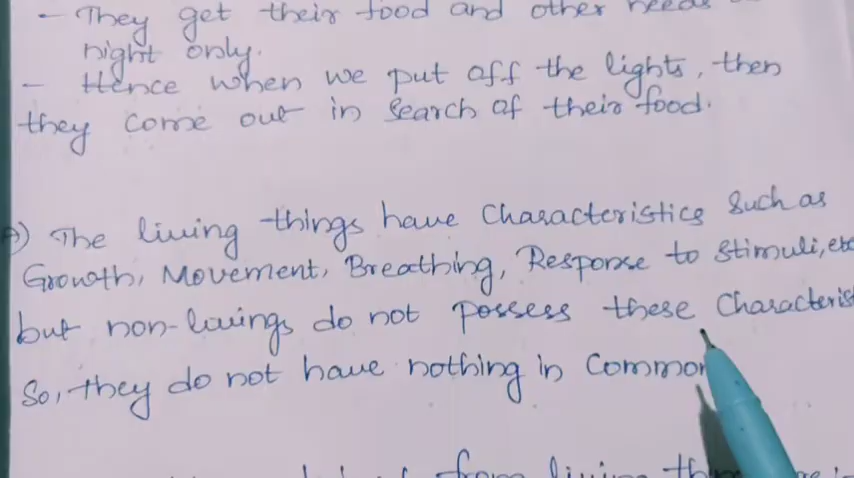 - They get their food and other needs
night only.
- Hence when we put off the lights, then
they come out in search of their food.
A) The living things have characteristics such as
Growth, Movement, Breathing, Response to stimuli, etc
but non-livings do not possess these characteris
So, they do not have nothing in common
from living